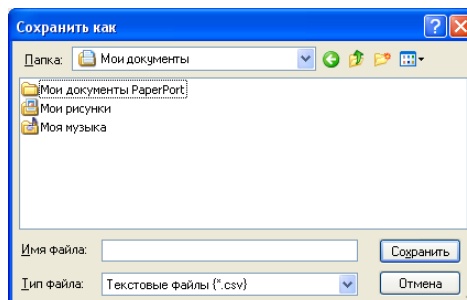 Сохранить как
Папка: Мои документы
Мои документы PaperPort
Мои рисунки
Моя музыка
Имя файла: Сохранить
Тип файла: Текстовые файлы {*.csv} Отмена